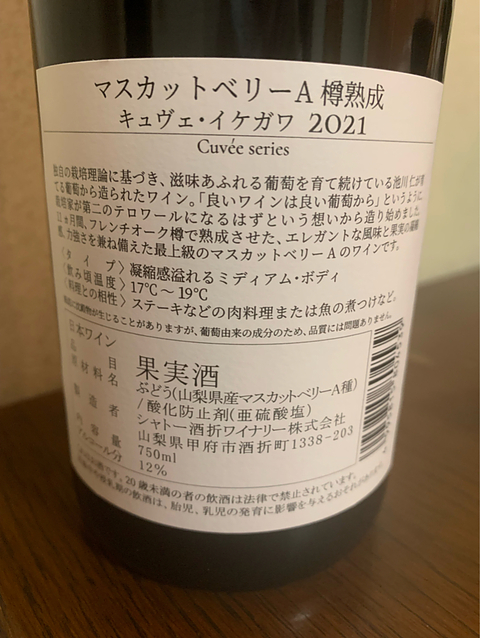 マスカットベリーA 樽熟成
キュヴェ・イケガワ 2021
Cuvée series
独自の栽培理論に基づき、滋味あふれる葡萄を育て続けている池川 仁が
てる葡萄から造られたワイン。「良いワインは良い葡萄から」というように、
栽培家が第二のテロワールになるはずという想いから造り始めました。
ヵ月間、フレンチオーク樽で熟成させた、エレガントな風味と果実の凝縮
感、力強さを兼ね備えた最上級のマスカットベリーAのワインです。
〈タイプ〉凝縮感溢れるミディアム・ボディ
〈飲み頃温度〉17℃～19℃
〈料理との相性〉ステーキなどの肉料理または魚の煮つけなど。
瓶底に沈殿物が生じることがありますが、葡萄由来の成分のため、品質には問題ありません。
日本ワイン
品目 果実酒
原材料名 ぶどう(山梨県産マスカットベリーA種)
/酸化防止剤(亜硫酸塩)
製造者 シャトー酒折ワイナリー株式会社
山梨県甲府市酒折町1338-203
内容量 750ml
アルコール分 12%
20歳未満の者の飲酒は法律で禁止されています。
妊娠中や授乳期の飲酒は、胎児、乳児の発育に影響を与えるおそれがあります。